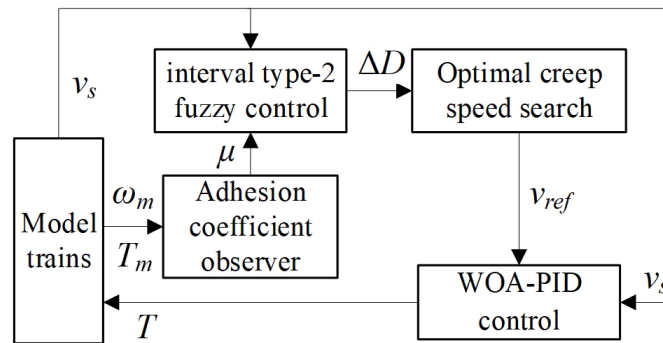 v_s
interval type-2
fuzzy control
ΔD
Optimal creep
speed search
μ
Model
trains
ω_m
T_m
Adhesion
coefficient
observer
v_ref
WOA-PID
control
v_s
T